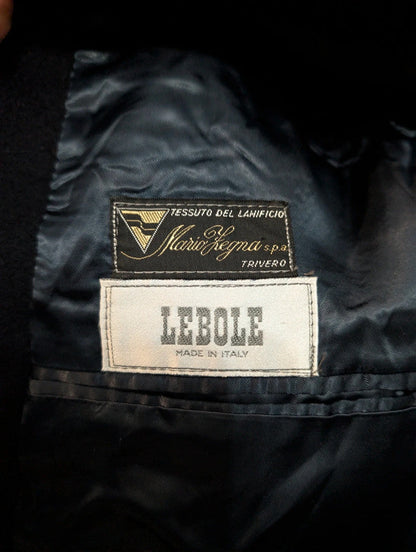 TESSUTO DEL LANIFICIO
Mario Zegna s.p.a.
TRIVERO
LEBOLE
MADE IN ITALY